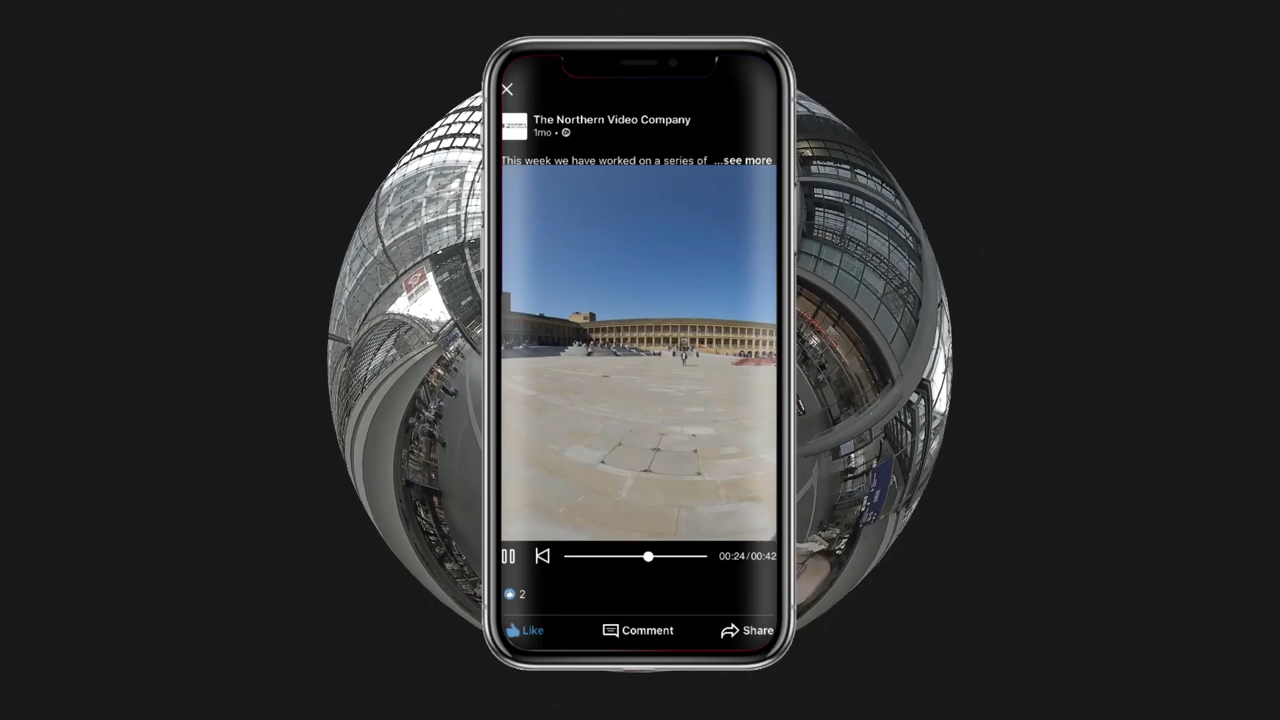 The Northern Video Company
1mo •
This week we have worked on a series of ...see more
00:24/00:42
2
Like Comment Share